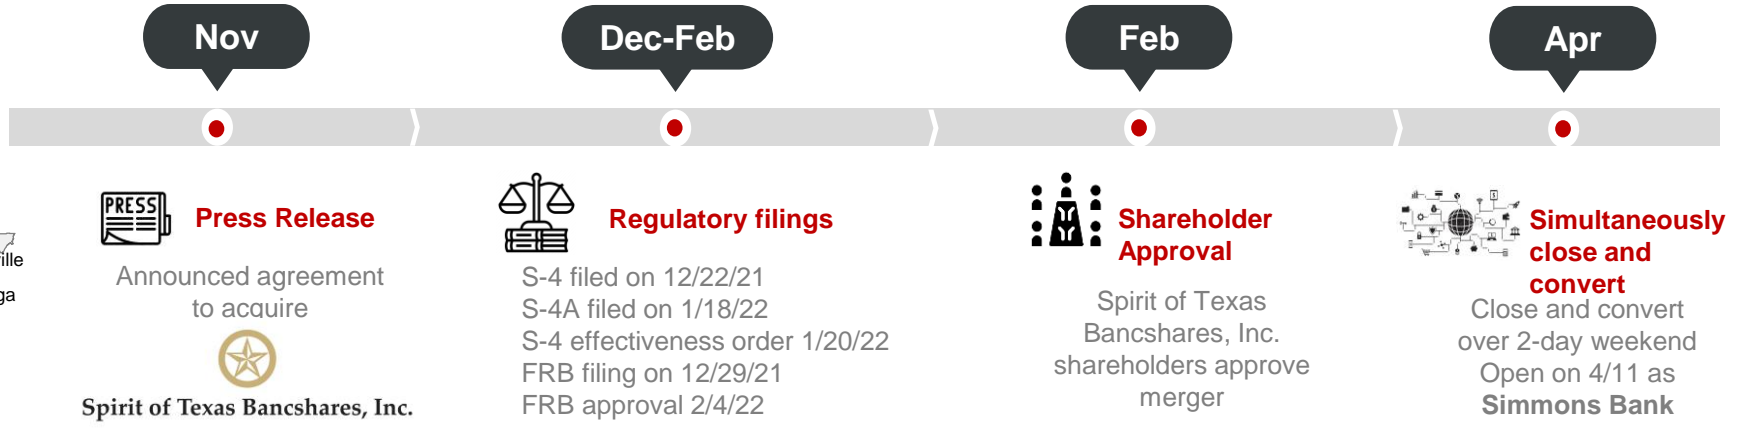 Nov
Dec-Feb
Feb
Apr
PRESS
Press Release
Announced agreement
to acquire
Spirit of Texas Bancshares, Inc.
Regulatory filings
S-4 filed on 12/22/21
S-4A filed on 1/18/22
S-4 effectiveness order 1/20/22
FRB filing on 12/29/21
FRB approval 2/4/22
Shareholder
Approval
Spirit of Texas
Bancshares, Inc.
shareholders approve
merger
Simultaneously
close and
convert
Close and convert
over 2-day weekend
Open on 4/11 as
Simmons Bank